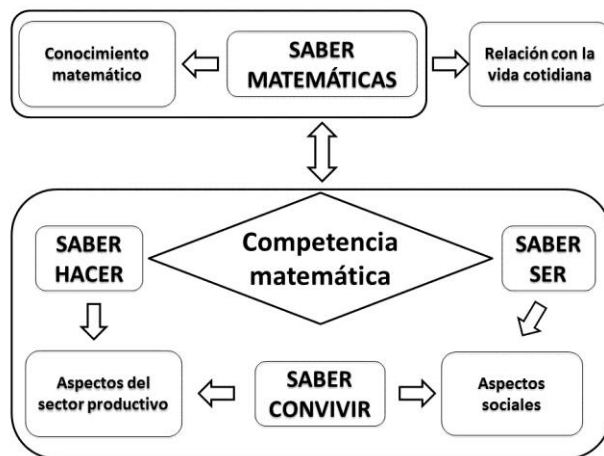 Conocimiento
matemático
SABER
MATEMÁTICAS
Relación con la
vida cotidiana
SABER
HACER
Competencia
matemática
SABER
SER
Aspectos del
sector productivo
SABER
CONVIVIR
Aspectos
sociales